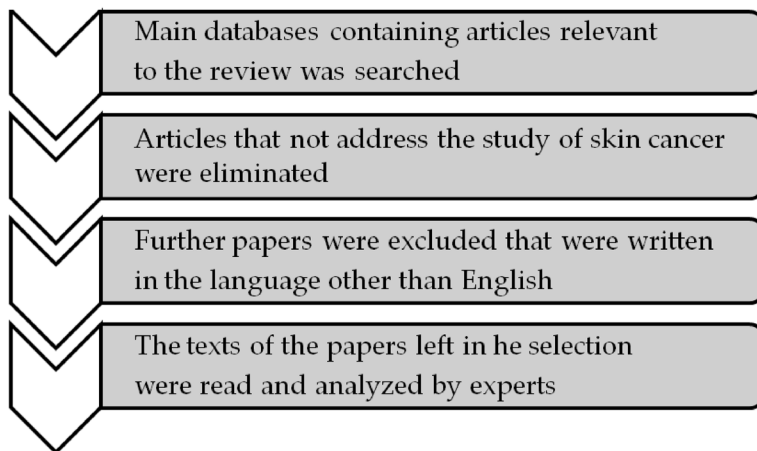 Main databases containing articles relevant
to the review was searched
Articles that not address the study of skin cancer
were eliminated
Further papers were excluded that were written
in the language other than English
The texts of the papers left in he selection
were read and analyzed by experts